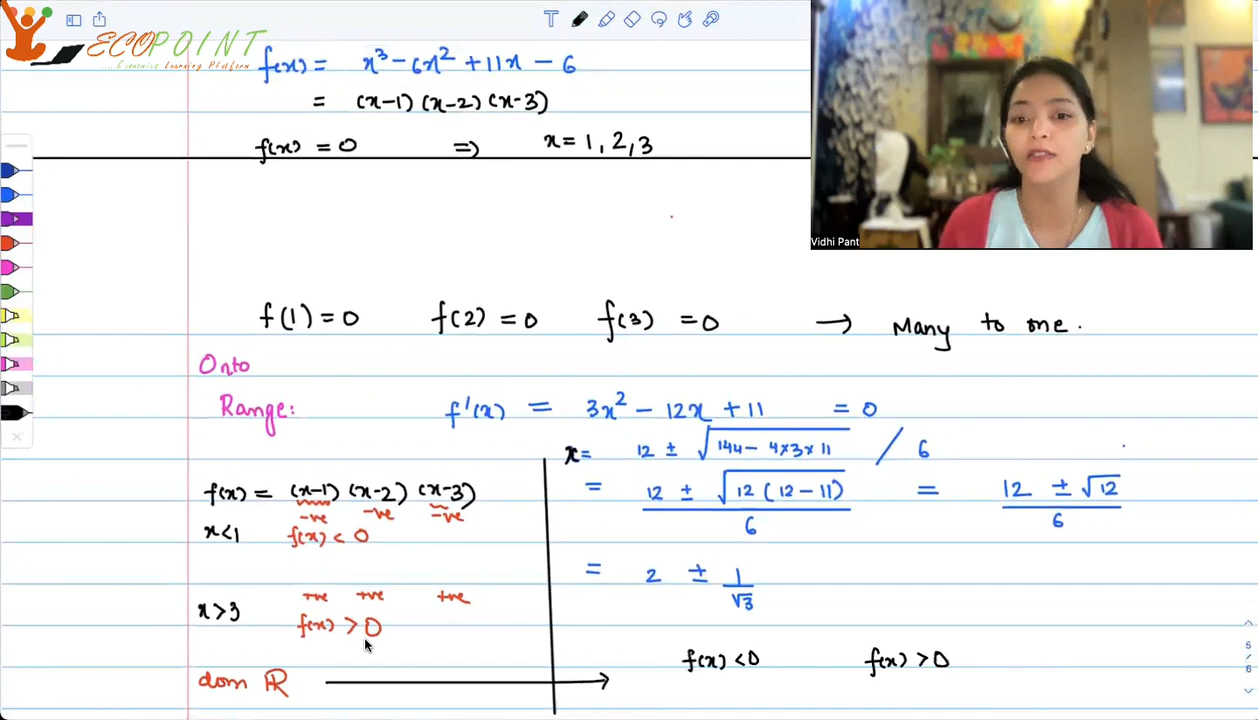 ECOPOINT
.....Economics Learning Platform
f(x) = x³ - 6x² + 11x - 6
= (x-1) (x-2) (x-3)
f(x) = 0 ⇒ x = 1, 2, 3
Vidhi Pant
f(1) = 0 f(2) = 0 f(3) = 0 → Many to one.
Onto
Range: f'(x) = 3x² - 12x + 11 = 0
x = 12 ± √(144 - 4×3×11) / 6
f(x) = (x-1) (x-2) (x-3)
-ve -ve -ve
x<1 f(x) < 0
= (12 ± √(12(12-11)))/6 = (12 ± √12)/6
= 2 ± 1/√3
x>3 +ve +ve +ve
f(x) > 0
f(x) <0 f(x) >0
dom ℝ →
5
/
6